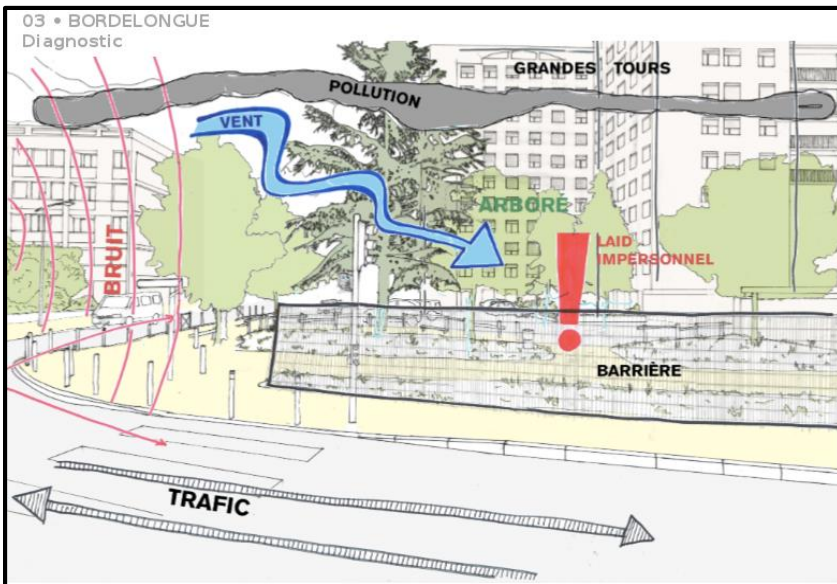 03 • BORDELONGUE
Diagnostic
GRANDES TOURS
POLLUTION
VENT
ARBORÉ
BRUIT
LAID
IMPERSONNEL
BARRIÈRE
TRAFIC